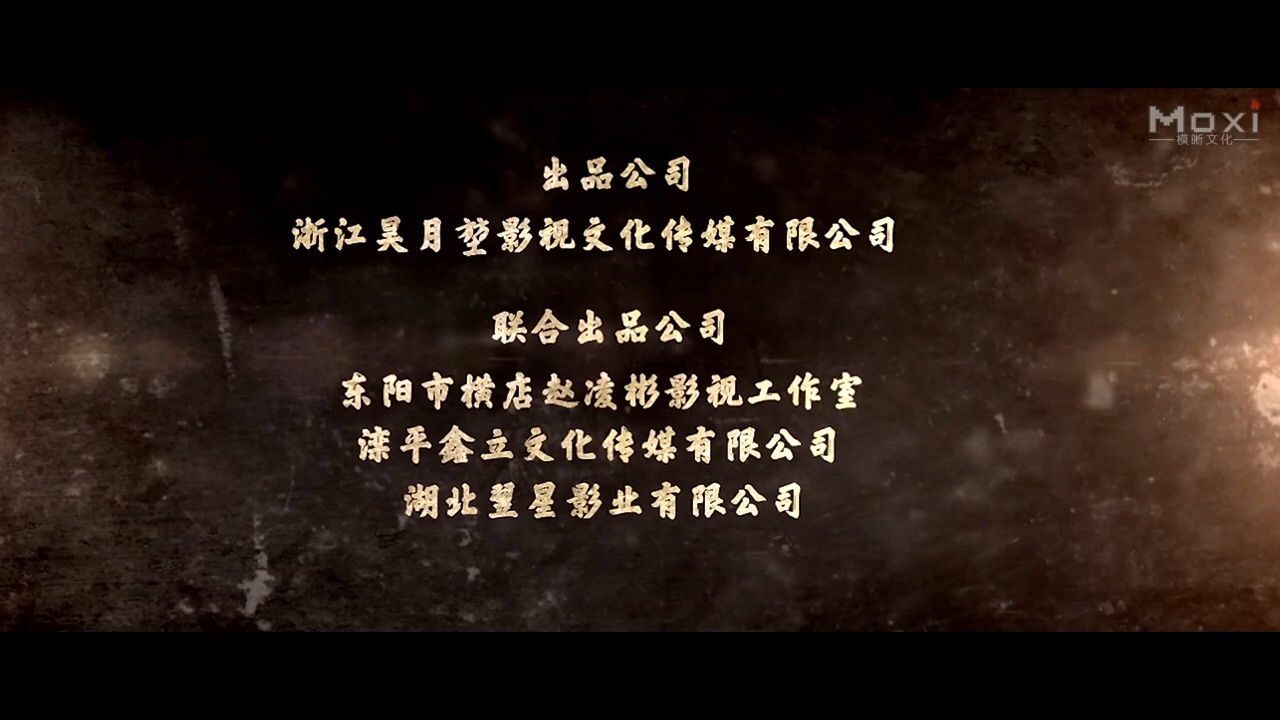 Moxi
模晰文化
出品公司
浙江昊月堃影视文化传媒有限公司
联合出品公司
东阳市横店赵凌彬影视工作室
滦平鑫立文化传媒有限公司
湖北翌星影业有限公司